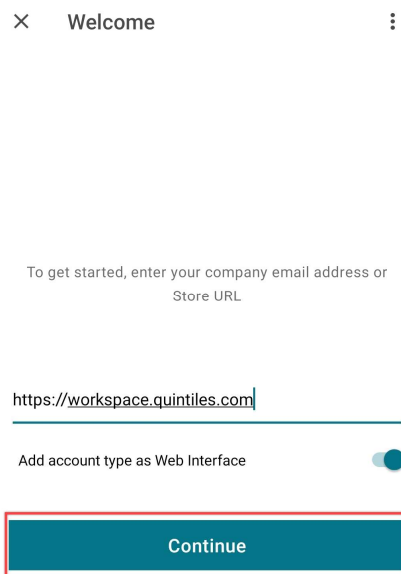 Welcome
To get started, enter your company email address or
Store URL
https://workspace.quintiles.com
Add account type as Web Interface
Continue